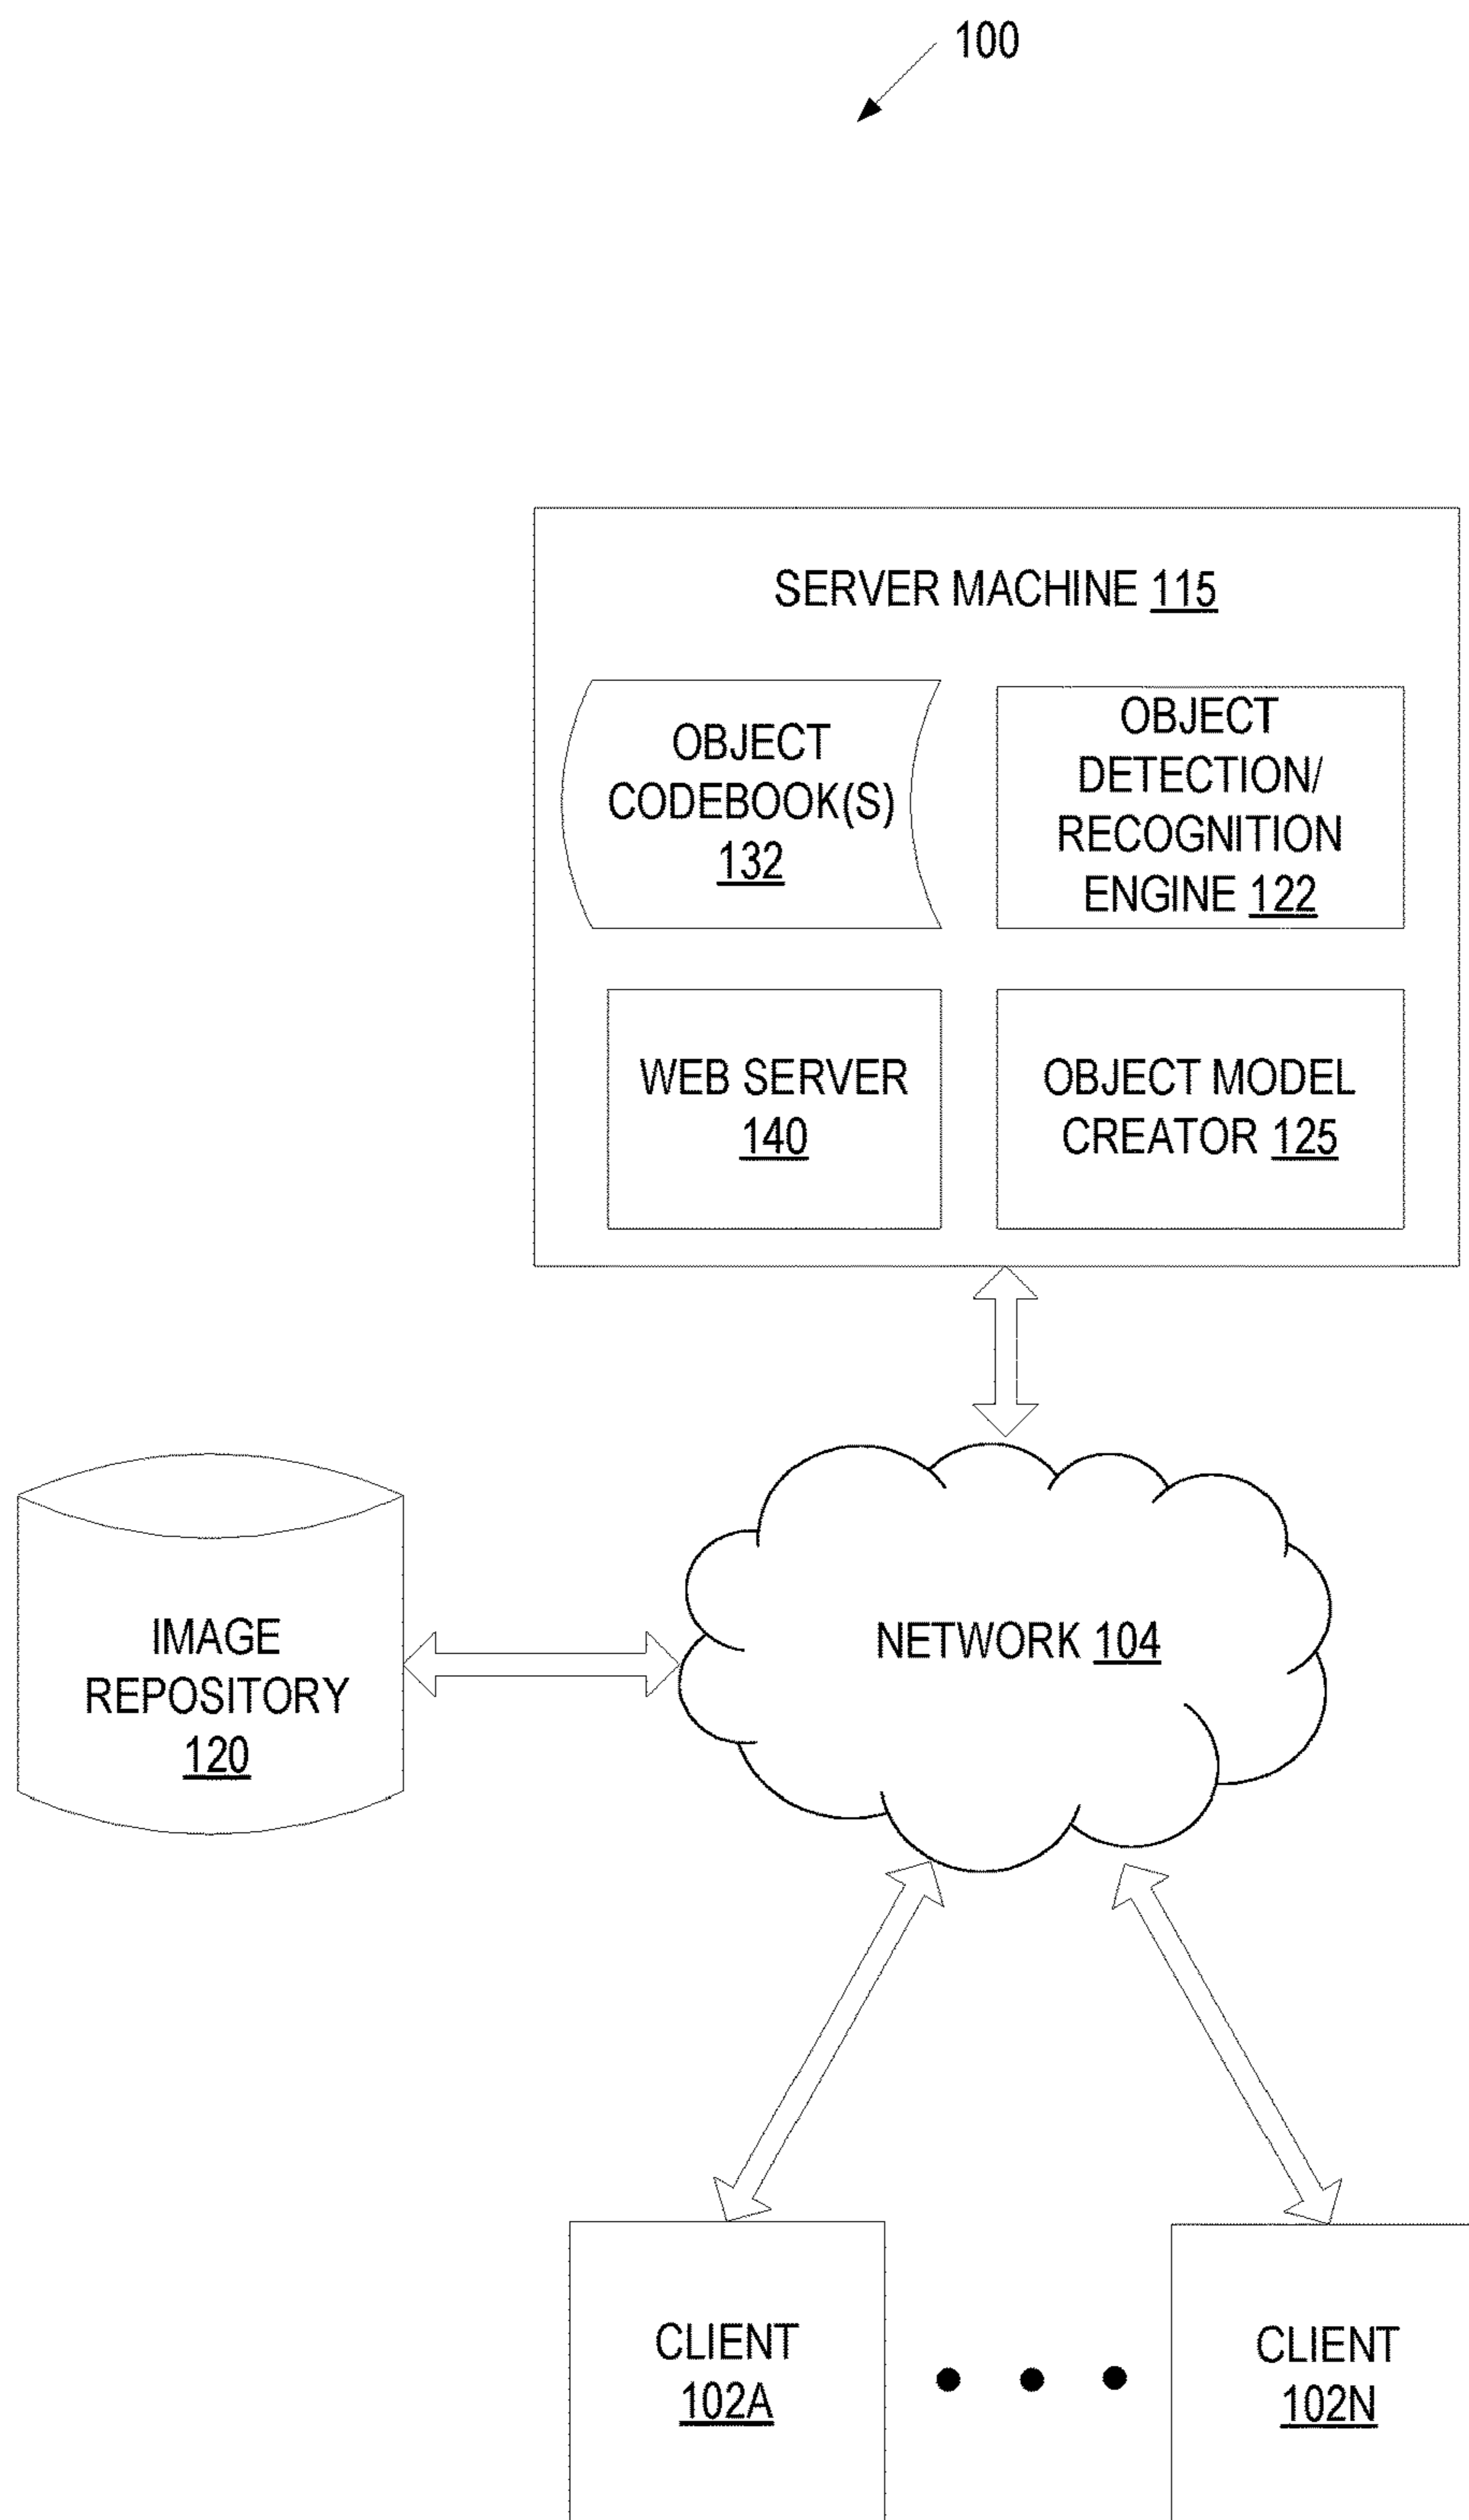 100
SERVER MACHINE 115
OBJECT
CODEBOOK(S)
132
OBJECT
DETECTION/
RECOGNITION
ENGINE 122
WEB SERVER
140
OBJECT MODEL
CREATOR 125
IMAGE
REPOSITORY
120
NETWORK 104
CLIENT
102A
CLIENT
102N